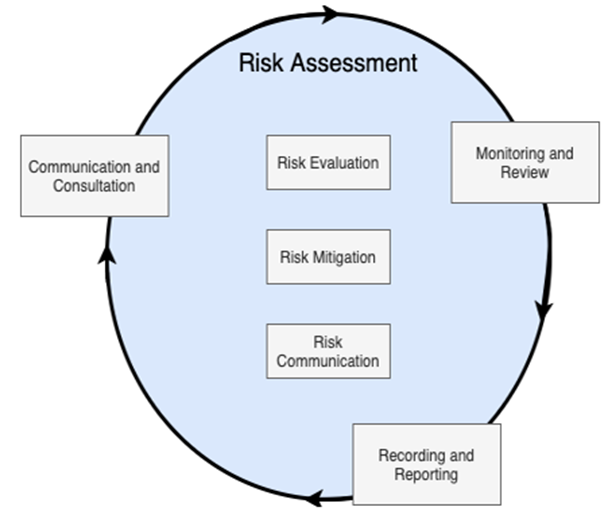 Risk Assessment
Communication and
Consultation
Risk Evaluation
Monitoring and
Review
Risk Mitigation
Risk
Communication
Recording and
Reporting